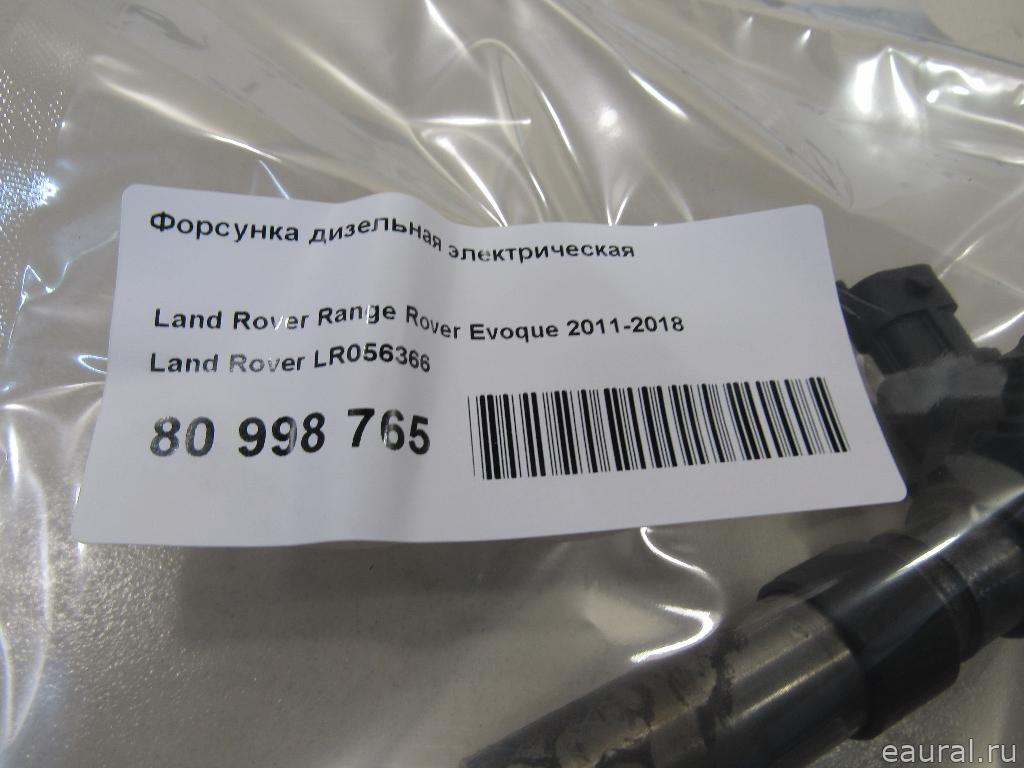 Форсунка дизельная электрическая
Land Rover Range Rover Evoque 2011-2018
Land Rover LR056366
80 998 765
eaural.ru